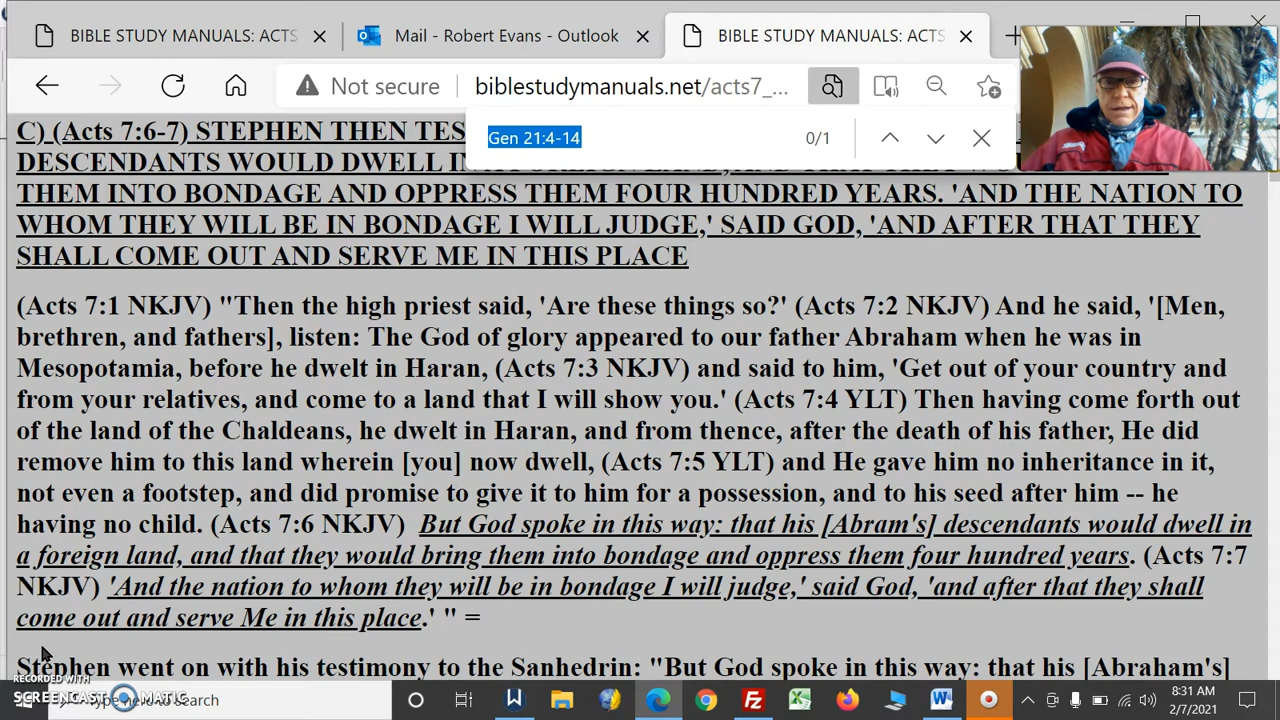 BIBLE STUDY MANUALS: ACTS
Mail - Robert Evans - Outlook
BIBLE STUDY MANUALS: ACTS
Not secure
biblestudymanuals.net/acts7_...
Gen 21:4-14
0/1
C) (Acts 7:6-7) STEPHEN THEN TES
DESCENDANTS WOULD DWELL
THEM INTO BONDAGE AND OPPRESS THEM FOUR HUNDRED YEARS. 'AND THE NATION TO
WHOM THEY WILL BE IN BONDAGE I WILL JUDGE,' SAID GOD, 'AND AFTER THAT THEY
SHALL COME OUT AND SERVE ME IN THIS PLACE
(Acts 7:1 NKJV) "Then the high priest said, 'Are these things so?' (Acts 7:2 NKJV) And he said, '[Men,
brethren, and fathers], listen: The God of glory appeared to our father Abraham when he was in
Mesopotamia, before he dwelt in Haran, (Acts 7:3 NKJV) and said to him, 'Get out of your country and
from your relatives, and come to a land that I will show you.' (Acts 7:4 YLT) Then having come forth out
of the land of the Chaldeans, he dwelt in Haran, and from thence, after the death of his father, He did
remove him to this land wherein [you] now dwell, (Acts 7:5 YLT) and He gave him no inheritance in it,
not even a footstep, and did promise to give it to him for a possession, and to his seed after him -- he
having no child. (Acts 7:6 NKJV) But God spoke in this way: that his [Abram's] descendants would dwell in
a foreign land, and that they would bring them into bondage and oppress them four hundred years. (Acts 7:7
NKJV) 'And the nation to whom they will be in bondage I will judge,' said God, 'and after that they shall
come out and serve Me in this place.' " =
Stephen went on with his testimony to the Sanhedrin: "But God spoke in this way: that his [Abraham's]
RECORDED WITH
SCREENCAST MATIC
Type here to search
8:31 AM
2/7/2021